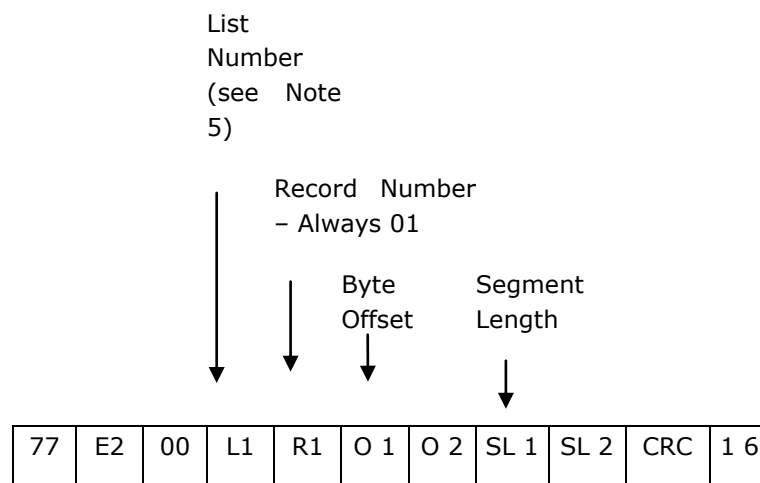 List
Number
(see Note
5)
Record Number
– Always 01
Byte
Offset
Segment
Length
77 E2 00 L1 R1 O 1 O 2 SL 1 SL 2 CRC 1 6